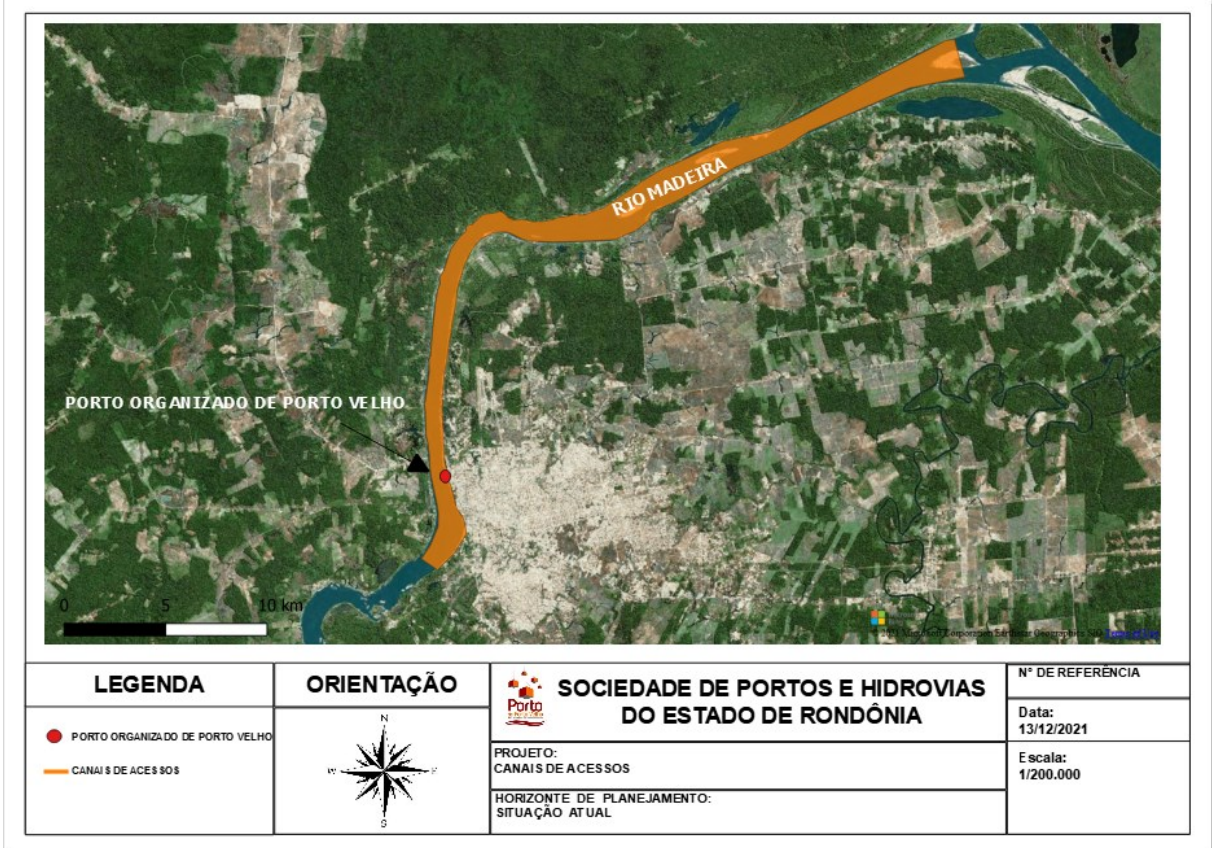 RIO MADEIRA
PORTO ORGANIZADO DE PORTO VELHO
0 5 10 km
LEGENDA
PORTO ORGANIZADO DE PORTO VELHO
CANAIS DE ACESSOS
ORIENTAÇÃO
N
W E
S
Porto
SOCIEDADE DE PORTOS E HIDROVIAS
DO ESTADO DE RONDÔNIA
PROJETO:
CANAIS DE ACESSOS
HORIZONTE DE PLANEJAMENTO:
SITUAÇÃO ATUAL
N° DE REFERÊNCIA
Data:
13/12/2021
Escala:
1/200.000